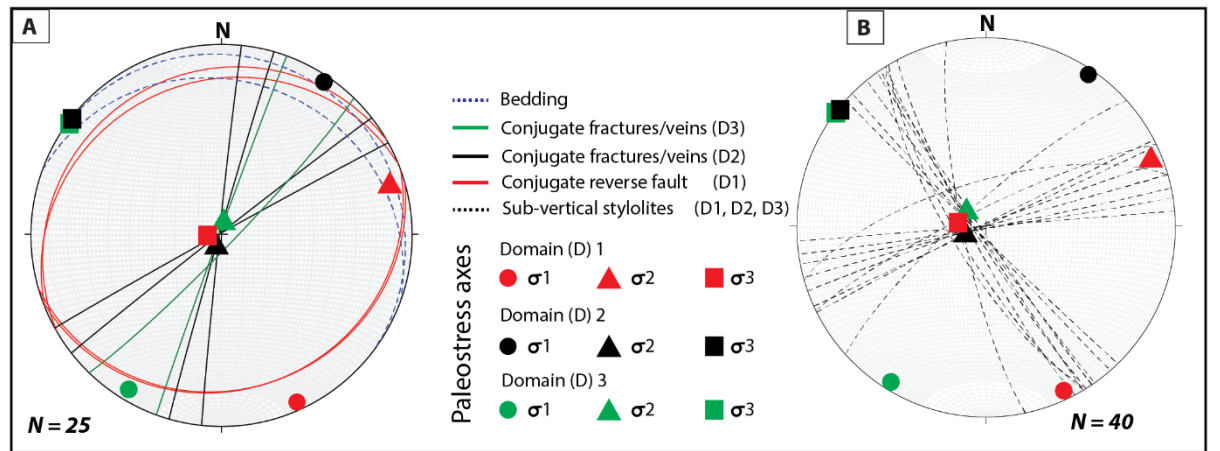 A
N
B
N
Bedding
Conjugate fractures/veins (D3)
Conjugate fractures/veins (D2)
Conjugate reverse fault (D1)
Sub-vertical stylolites (D1, D2, D3)
Paleostress axes
Domain (D) 1
σ1 σ2 σ3
Domain (D) 2
σ1 σ2 σ3
Domain (D) 3
σ1 σ2 σ3
N = 25
N = 40